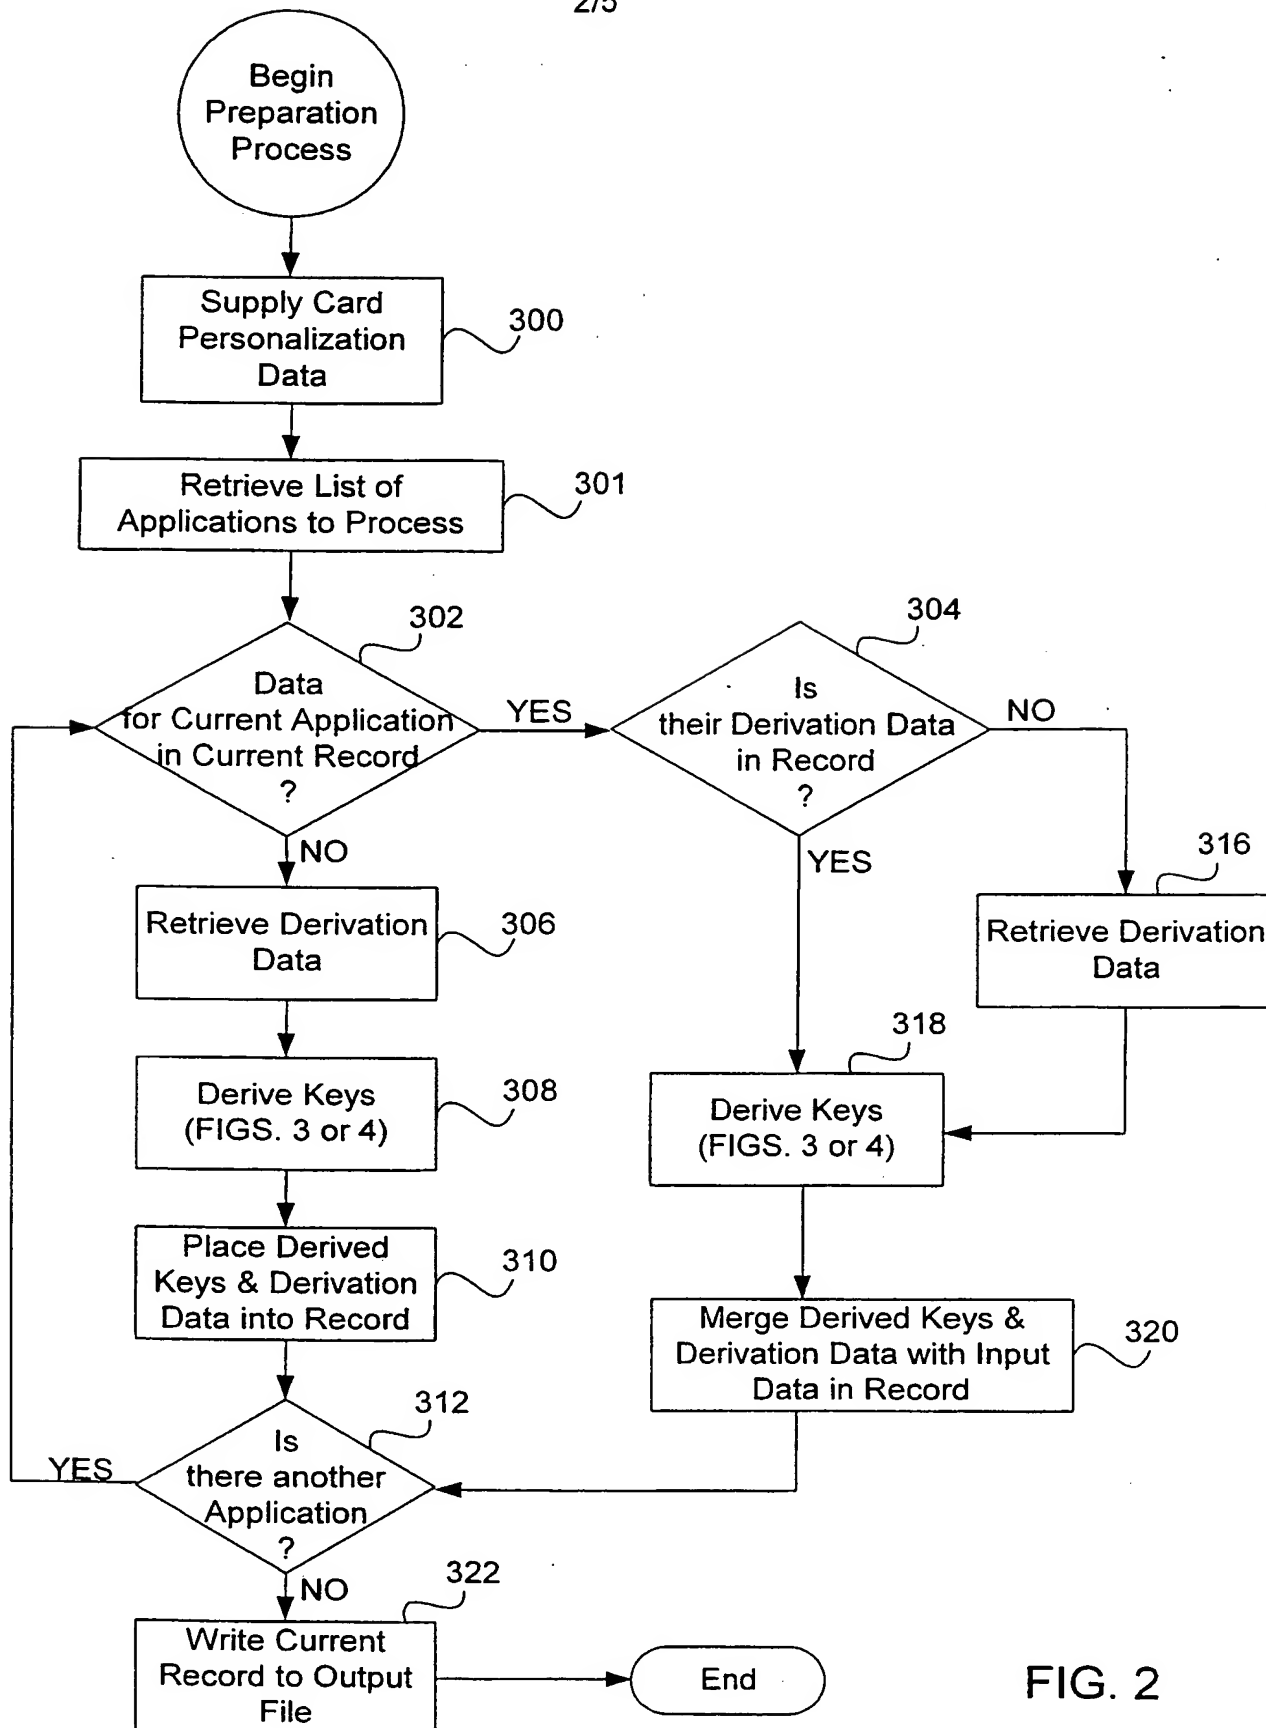 2/5
Begin
Preparation
Process
Supply Card
Personalization
Data
300
Retrieve List of
Applications to Process
301
302
Data
for Current Application
in Current Record
?
YES
304
Is
their Derivation Data
in Record
?
NO
NO
YES
316
Retrieve Derivation
Data
306
Retrieve Derivation
Data
318
Derive Keys
(FIGS. 3 or 4)
308
Derive Keys
(FIGS. 3 or 4)
Place Derived
Keys & Derivation
Data into Record
310
Merge Derived Keys &
Derivation Data with Input
Data in Record
320
312
Is
there another
Application
?
YES
NO
322
Write Current
Record to Output
File
End
FIG. 2